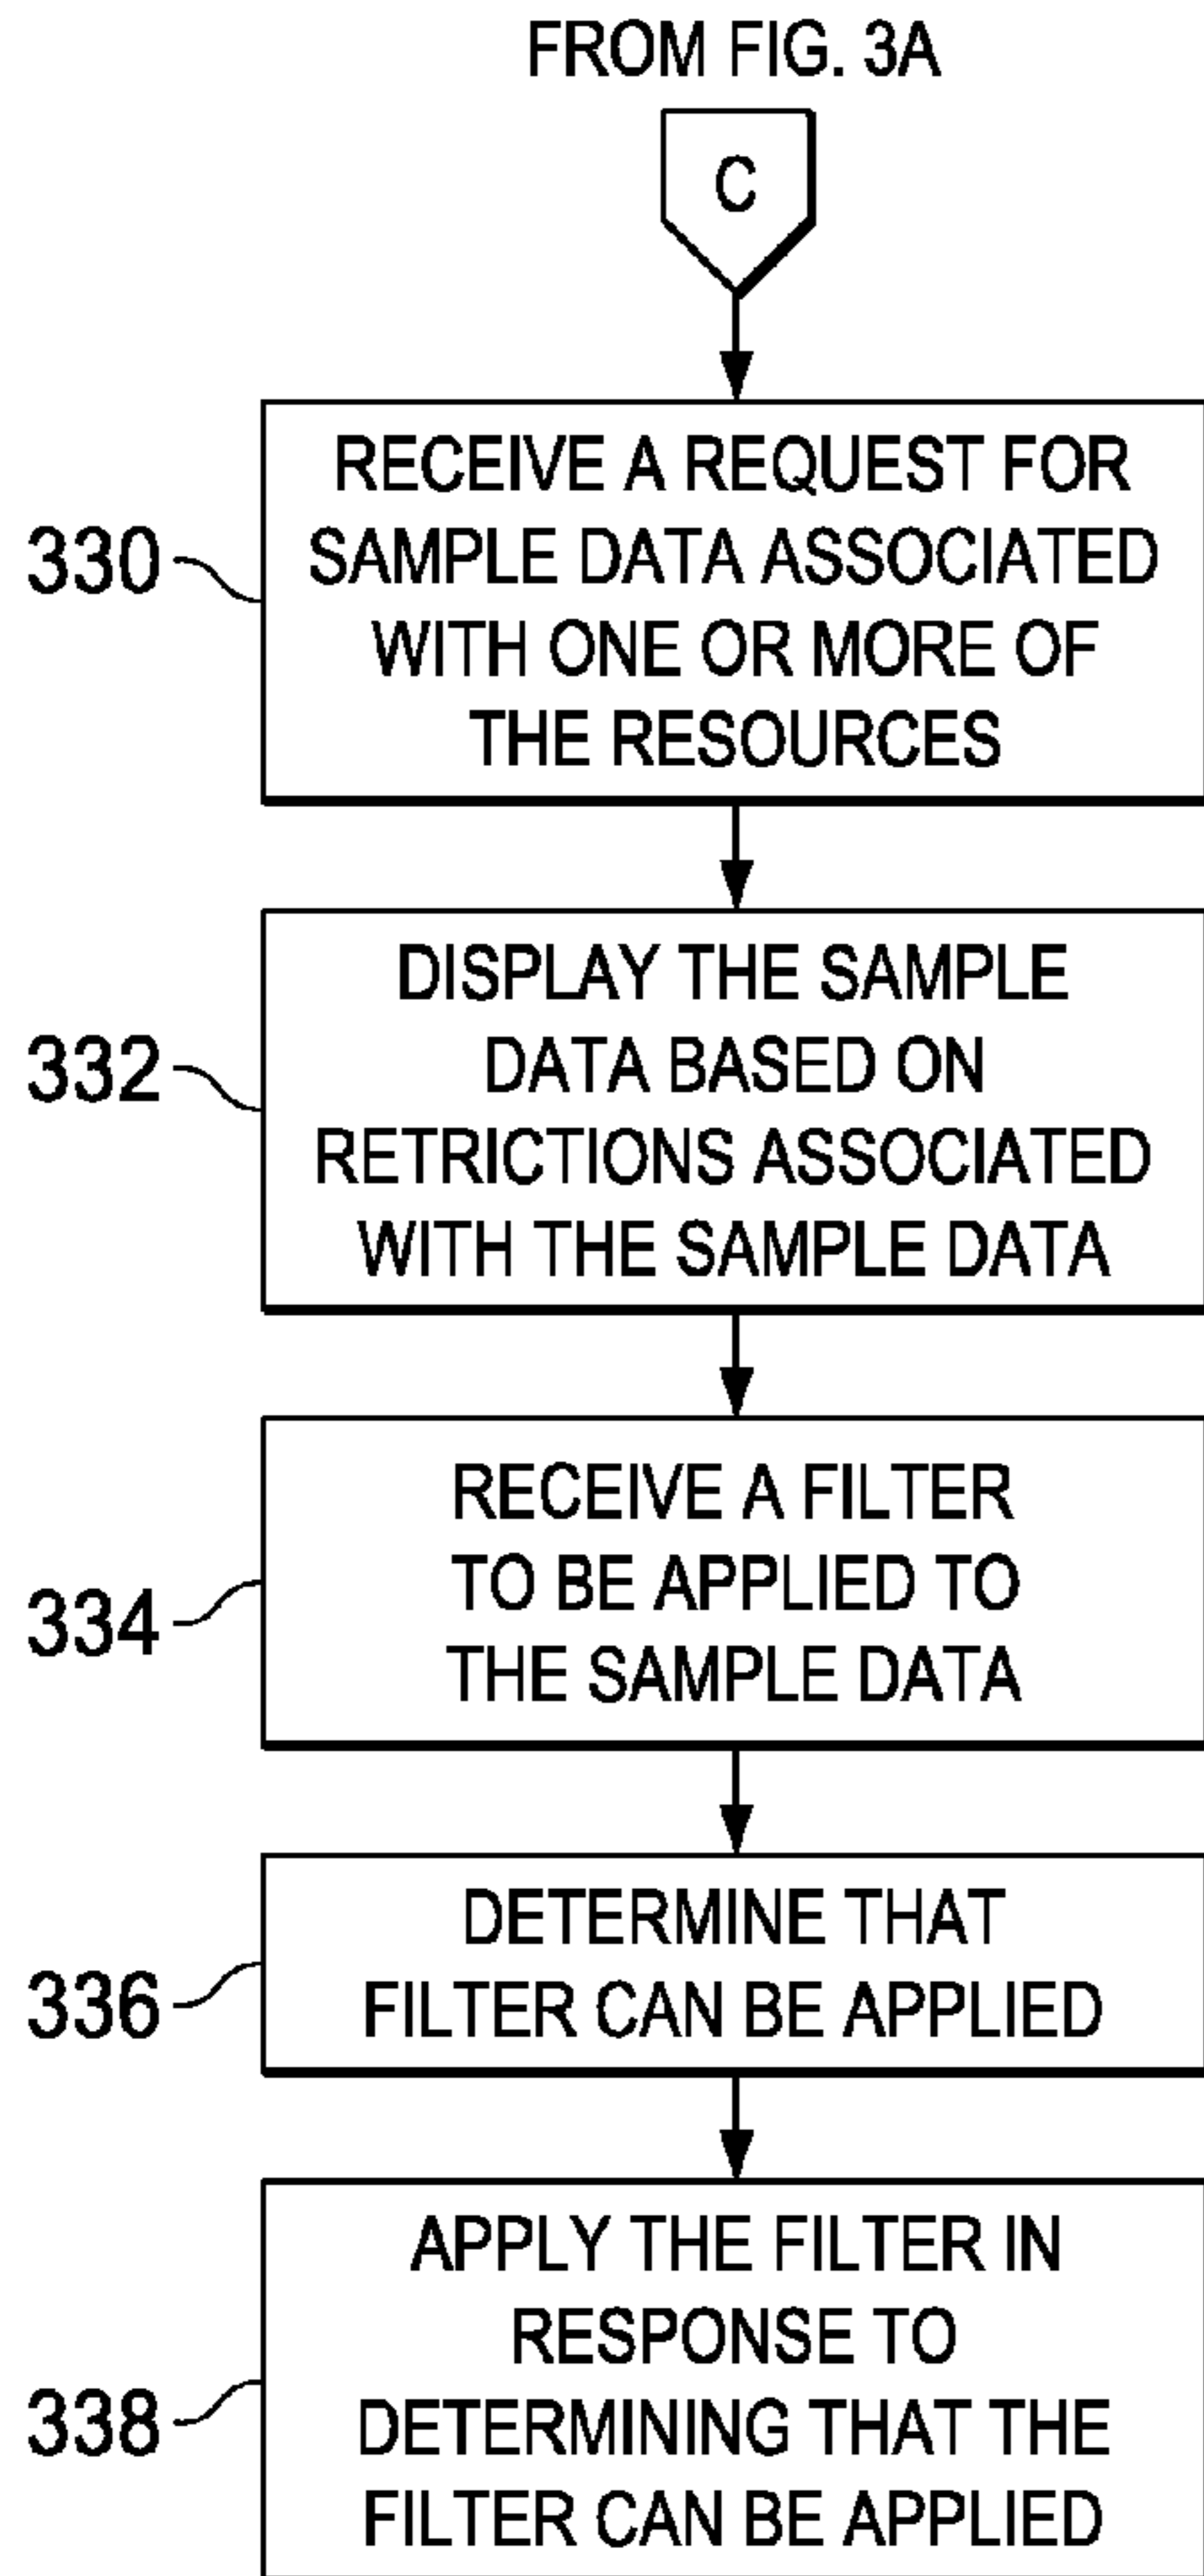 FROM FIG. 3A
C
330
RECEIVE A REQUEST FOR
SAMPLE DATA ASSOCIATED
WITH ONE OR MORE OF
THE RESOURCES
332
DISPLAY THE SAMPLE
DATA BASED ON
RETRICTIONS ASSOCIATED
WITH THE SAMPLE DATA
334
RECEIVE A FILTER
TO BE APPLIED TO
THE SAMPLE DATA
336
DETERMINE THAT
FILTER CAN BE APPLIED
338
APPLY THE FILTER IN
RESPONSE TO
DETERMINING THAT THE
FILTER CAN BE APPLIED